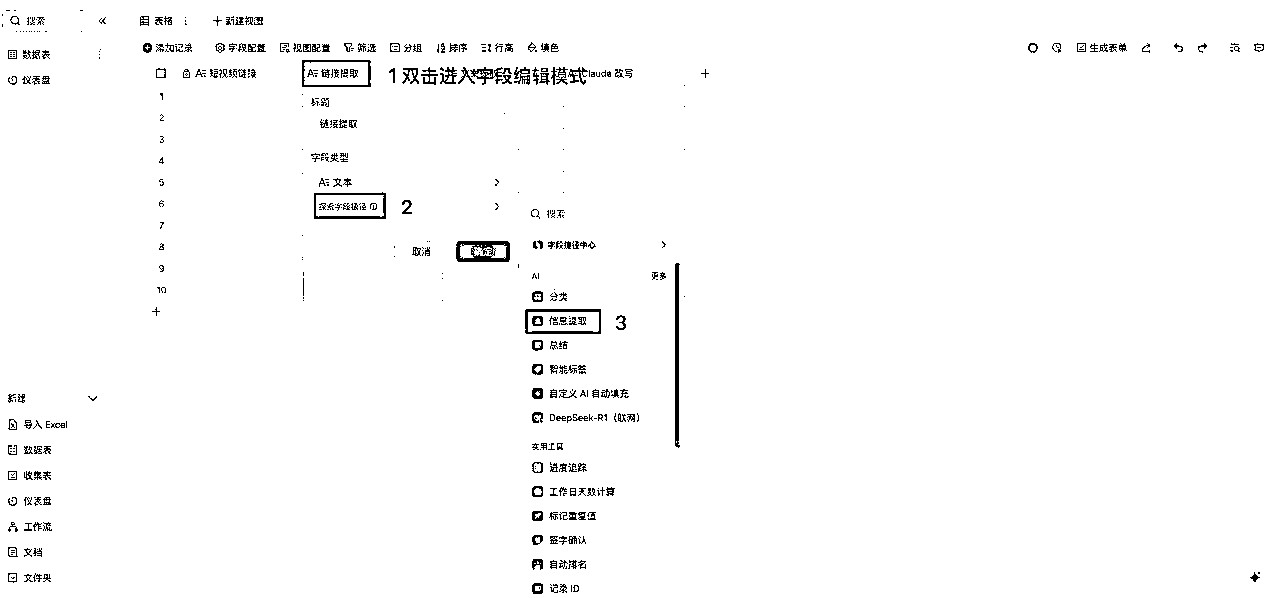 搜索
表格
新建视图
数据表
仪表盘
添加记录
字段配置
视图配置
筛选
分组
排序
行高
填色
生成表单
短视频链接
链接提取
1 双击进入字段编辑模式
Claude 改写
1
2
3
4
5
6
7
8
9
10
标题
链接提取
字段类型
文本
探索字段捷径
2
取消
确定
搜索
字段捷径中心
AI
更多
分类
信息提取
3
总结
智能标签
自定义 AI 自动填充
DeepSeek-R1（联网）
实用工具
进度追踪
工作日天数计算
标记重复值
签字确认
自动排名
记录 ID
新建
导入 Excel
数据表
收集表
仪表盘
工作流
文档
文件夹